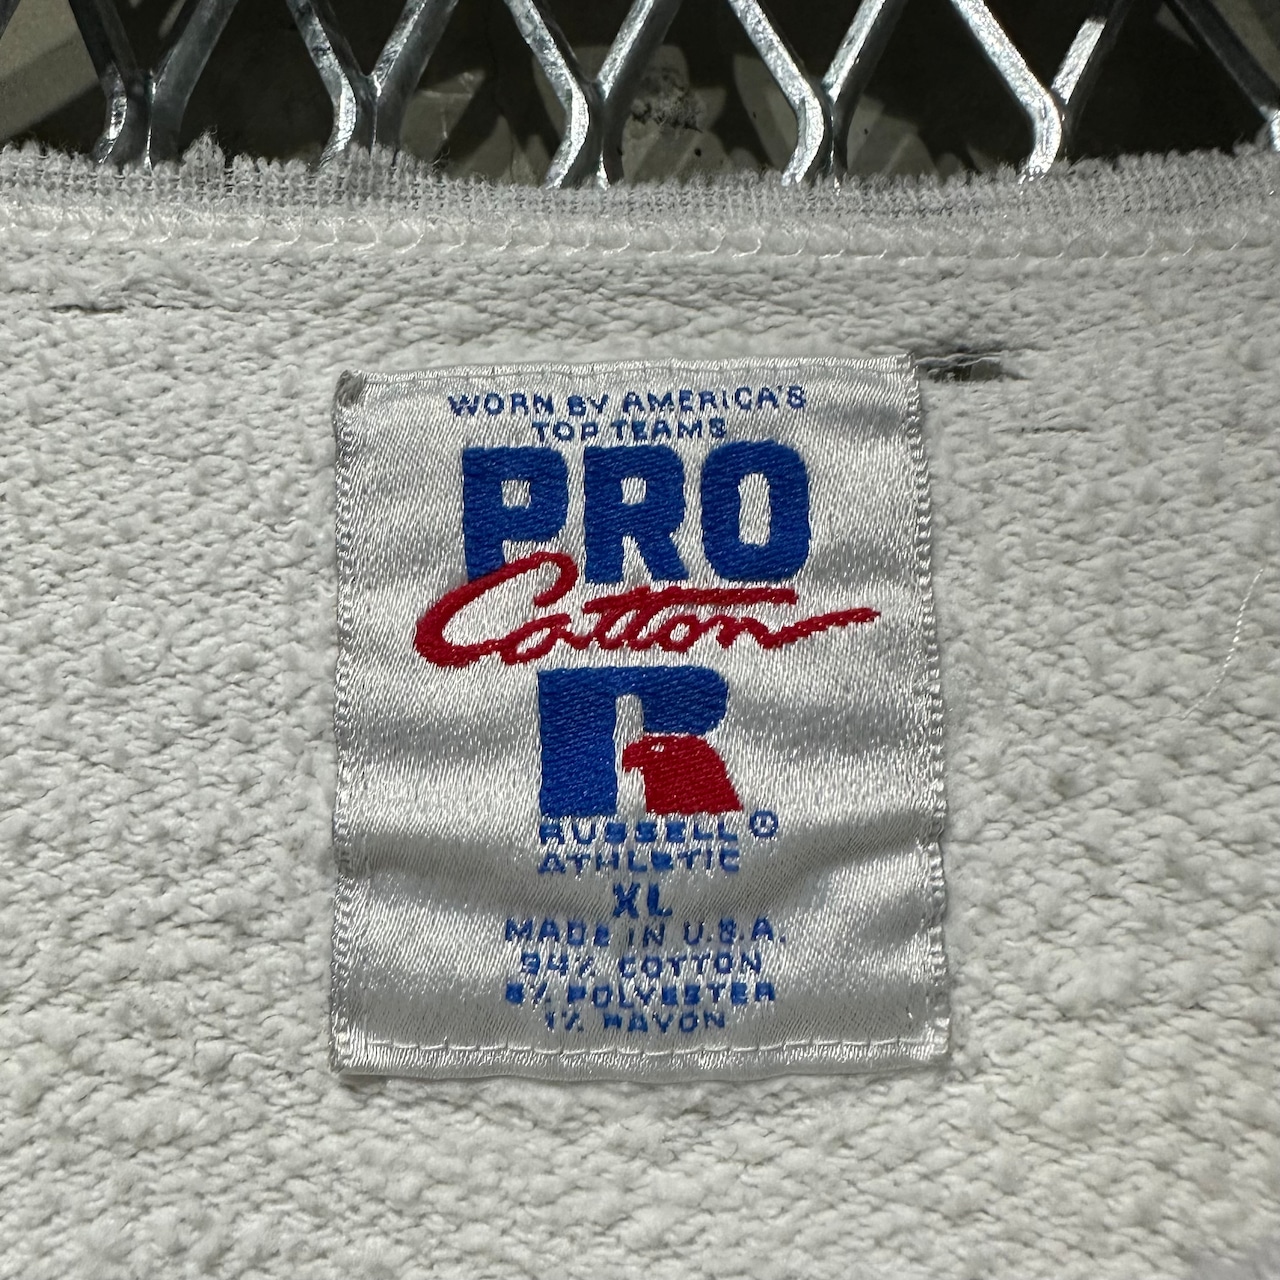 WORN BY AMERICA'S
TOP TEAMS
PRO
Cotton
R
RUSSELL ®
ATHLETIC
XL
MADE IN U.S.A.
94% COTTON
5% POLYESTER
1% RAYON